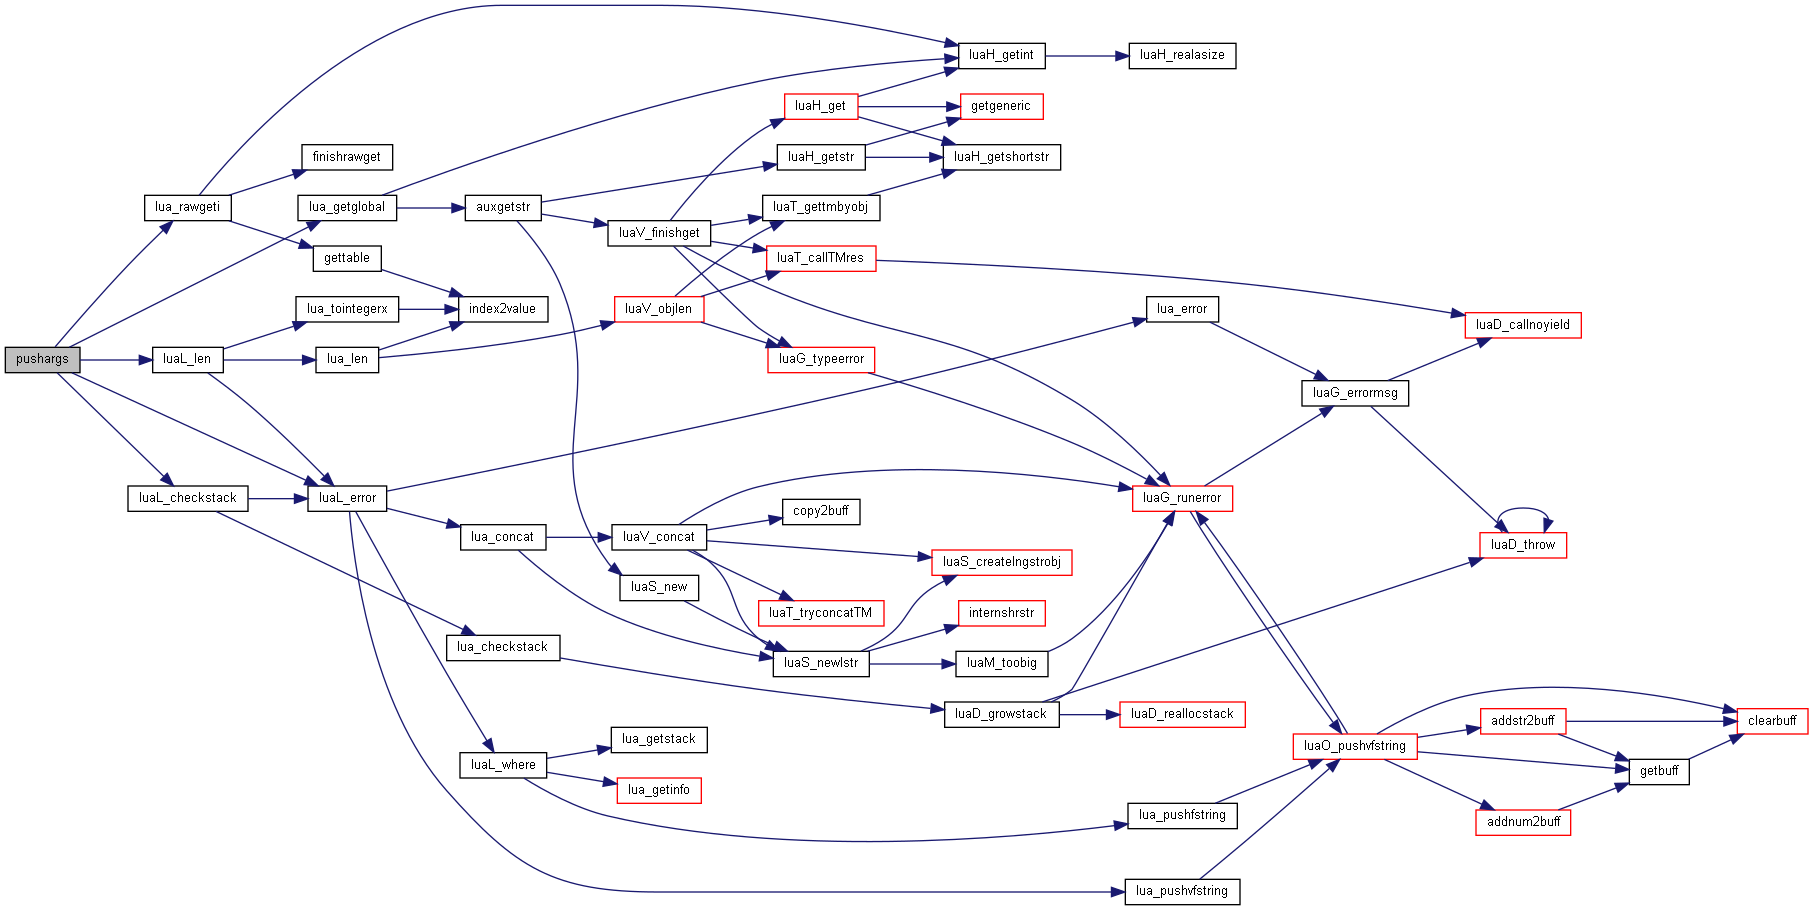 luaH_getint
luaH_realasize
luaH_get
getgeneric
finishrawget
luaH_getstr
luaH_getshortstr
lua_rawgeti
lua_getglobal
auxgetstr
luaT_gettmbyobj
luaV_finishget
gettable
luaT_callTMres
lua_tointegerx
index2value
luaV_objlen
lua_error
luaD_callnoyield
pushargs
luaL_len
lua_len
luaG_typeerror
luaG_errormsg
luaL_checkstack
luaL_error
luaG_runerror
copy2buff
lua_concat
luaV_concat
luaD_throw
luaS_createlngstrobj
luaS_new
luaT_tryconcatTM
internshrstr
lua_checkstack
luaS_newlstr
luaM_toobig
luaD_growstack
luaD_reallocstack
addstr2buff
clearbuff
lua_getstack
luaO_pushvfstring
luaL_where
getbuff
lua_getinfo
lua_pushfstring
addnum2buff
lua_pushvfstring